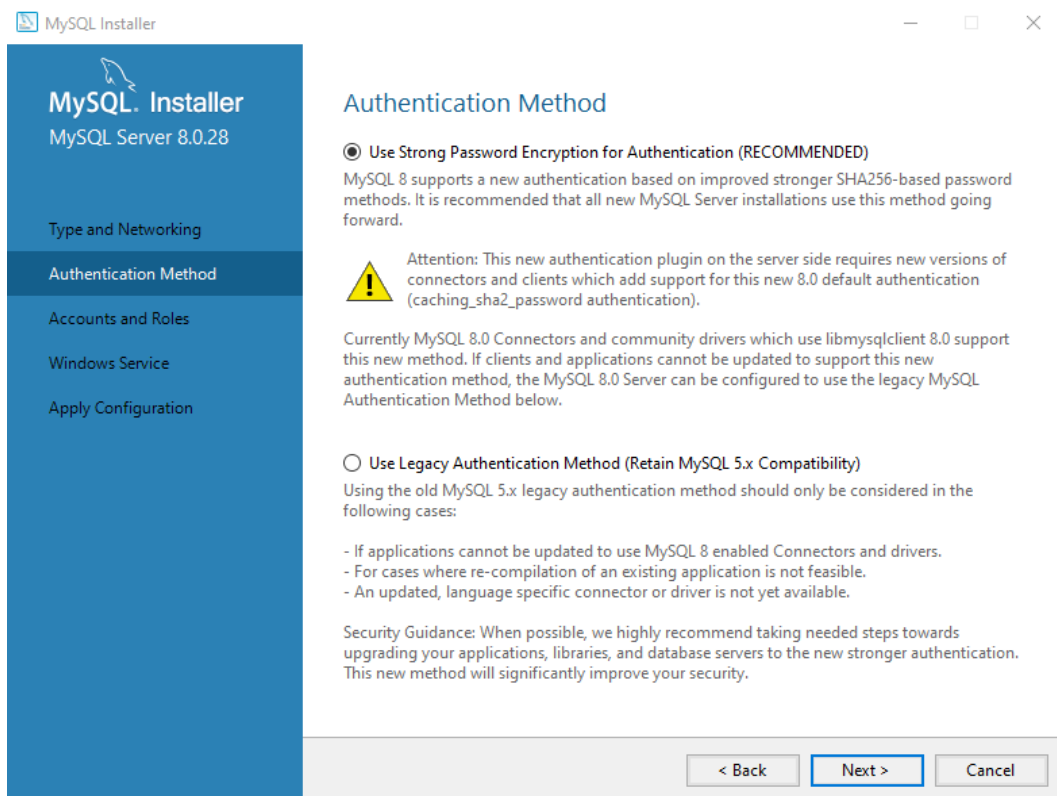 MySQL Installer
MySQL. Installer
MySQL Server 8.0.28
Type and Networking
Authentication Method
Accounts and Roles
Windows Service
Apply Configuration
Authentication Method
Use Strong Password Encryption for Authentication (RECOMMENDED)
MySQL 8 supports a new authentication based on improved stronger SHA256-based password
methods. It is recommended that all new MySQL Server installations use this method going
forward.
Attention: This new authentication plugin on the server side requires new versions of
connectors and clients which add support for this new 8.0 default authentication
(caching_sha2_password authentication).
Currently MySQL 8.0 Connectors and community drivers which use libmysqlclient 8.0 support
this new method. If clients and applications cannot be updated to support this new
authentication method, the MySQL 8.0 Server can be configured to use the legacy MySQL
Authentication Method below.
Use Legacy Authentication Method (Retain MySQL 5.x Compatibility)
Using the old MySQL 5.x legacy authentication method should only be considered in the
following cases:
- If applications cannot be updated to use MySQL 8 enabled Connectors and drivers.
- For cases where re-compilation of an existing application is not feasible.
- An updated, language specific connector or driver is not yet available.
Security Guidance: When possible, we highly recommend taking needed steps towards
upgrading your applications, libraries, and database servers to the new stronger authentication.
This new method will significantly improve your security.
< Back
Next >
Cancel